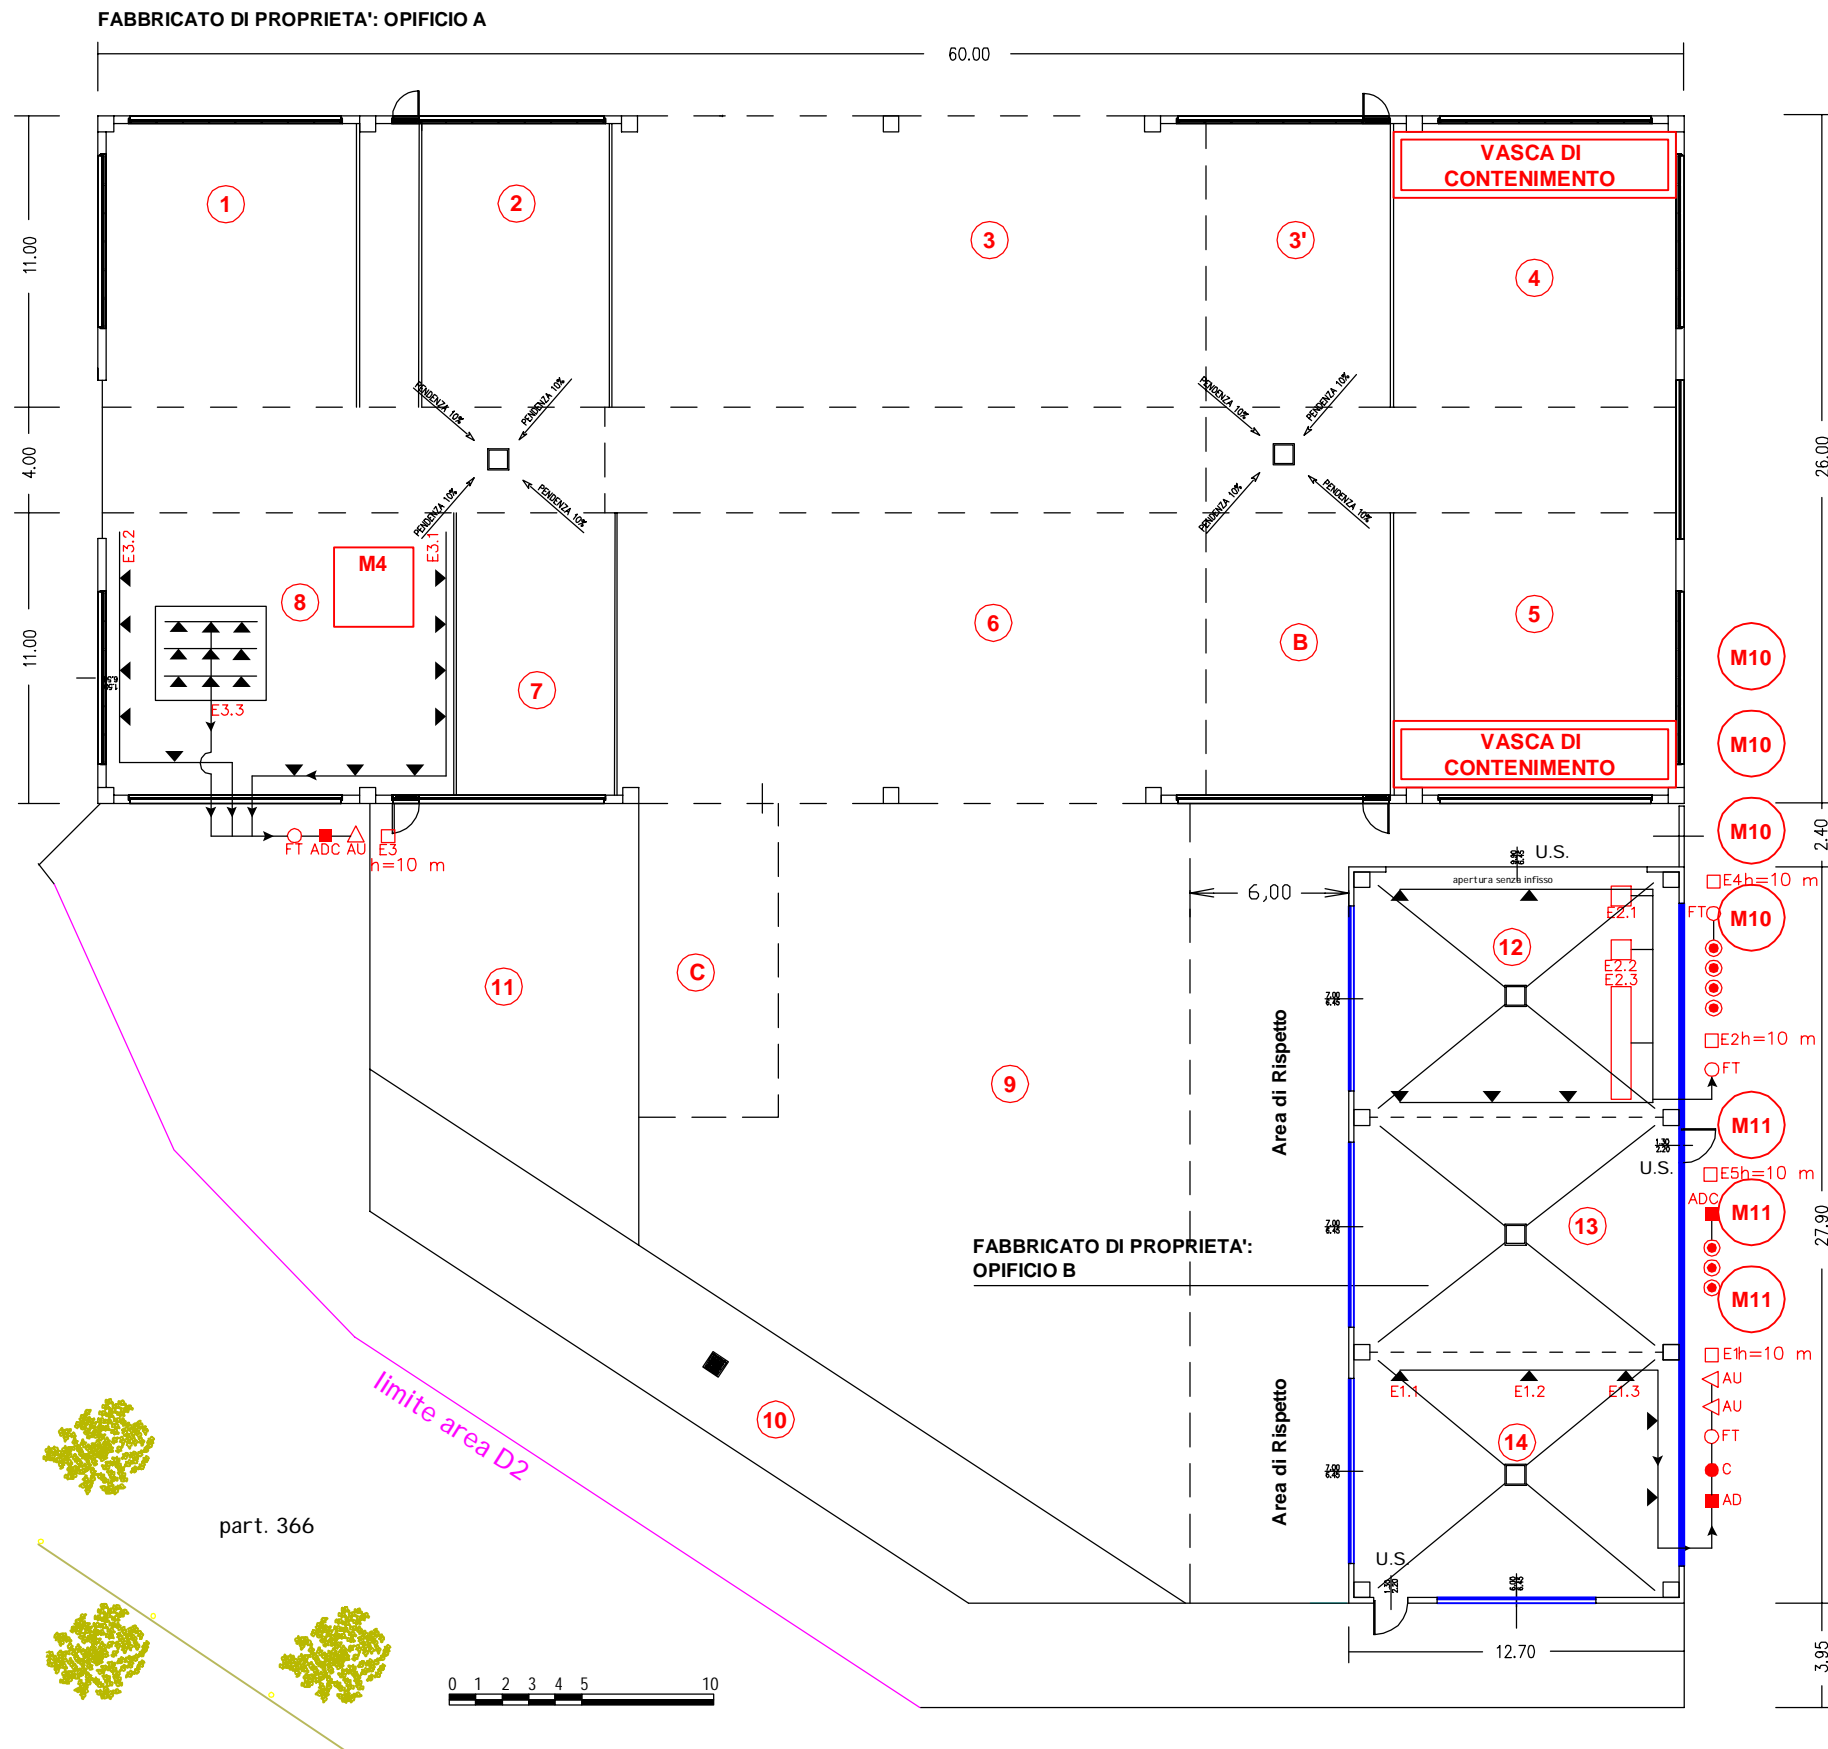 FABBRICATO DI PROPRIETA': OPIFICIO A
60.00
VASCA DI
CONTENIMENTO
1
2
3
3'
4
11.00
4.00
11.00
26.00
PENDENZA 10%
PENDENZA 10%
PENDENZA 10%
PENDENZA 10%
PENDENZA 10%
PENDENZA 10%
PENDENZA 10%
PENDENZA 10%
E3.2
E3.1
M4
8
E3.3
7
6
B
5
M10
M10
VASCA DI
CONTENIMENTO
FT ADC AU E3
h=10 m
M10
2.40
U.S.
apertura senza infisso
E4 h=10 m
6,00
E2.1
FT
M10
12
E2.2
E2.3
11
C
9
Area di Rispetto
E2 h=10 m
FT
M11
U.S.
E5 h=10 m
ADC
M11
13
27.90
FABBRICATO DI PROPRIETA':
OPIFICIO B
M11
E1 h=10 m
AU
AU
E1.1
E1.2
E1.3
limite area D2
10
Area di Rispetto
14
FT
C
AD
part. 366
U.S.
12.70
3.95
0 1 2 3 4 5 10